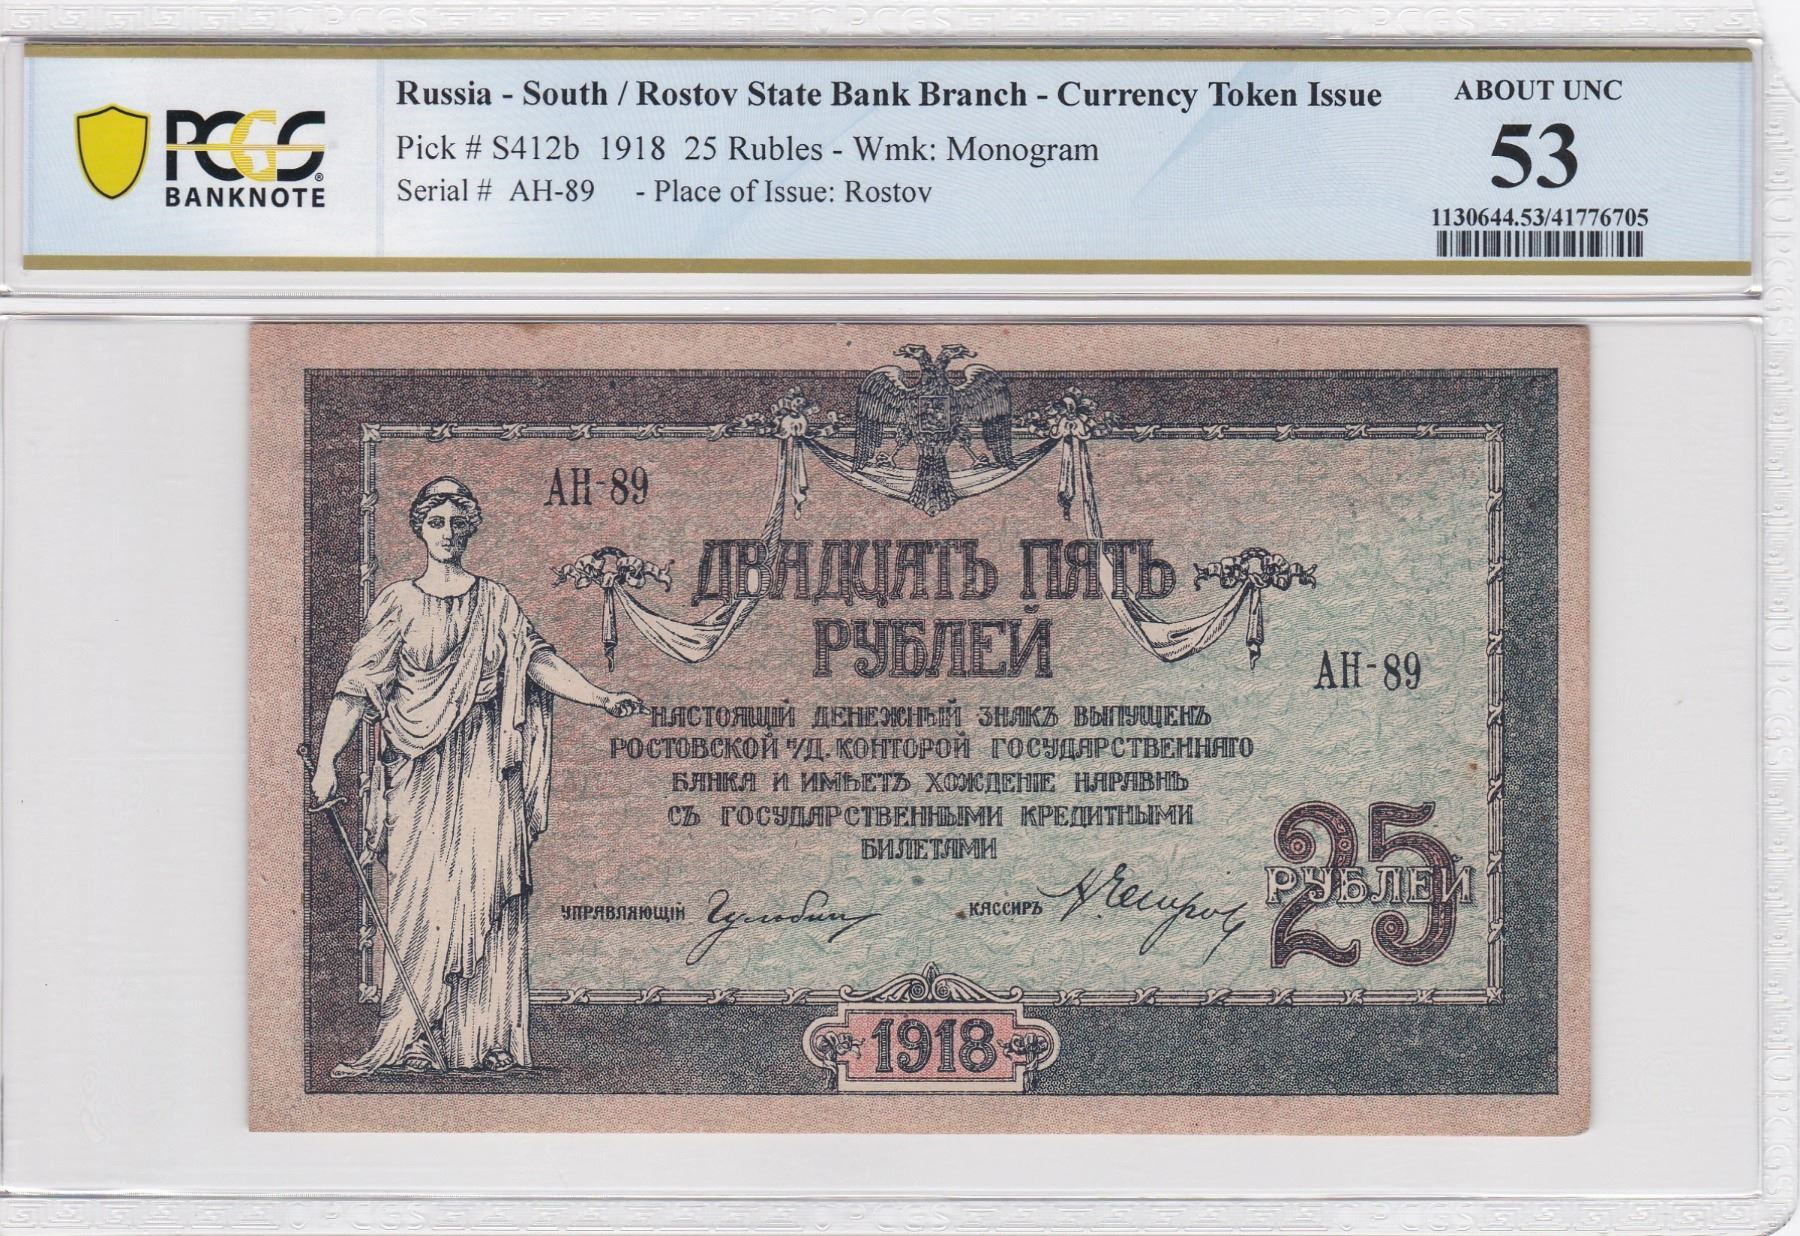 PCGS
BANKNOTE
Russia - South / Rostov State Bank Branch - Currency Token Issue
Pick # S412b 1918 25 Rubles - Wmk: Monogram
Serial # AH-89 - Place of Issue: Rostov
ABOUT UNC
53
1130644.53/41776705
АН-89
ДВАДЦАТЬ ПЯТЬ
РУБЛЕЙ
АН-89
НАСТОЯЩІЙ ДЕНЕЖНЫЙ ЗНАКЪ ВЫПУЩЕНЪ
РОСТОВСКОЙ Н/Д. КОНТОРОЙ ГОСУДАРСТВЕННАГО
БАНКА И ИМѢЕТЪ ХОЖДЕНІЕ НАРАВНѢ
СЪ ГОСУДАРСТВЕННЫМИ КРЕДИТНЫМИ
БИЛЕТАМИ
УПРАВЛЯЮЩІЙ
КАССИРЪ
25
РУБЛЕЙ
1918